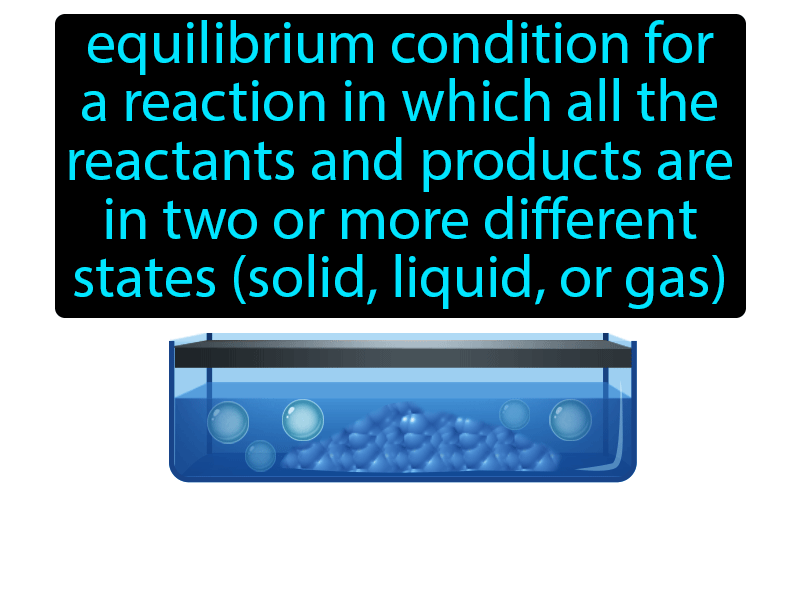 equilibrium condition for
a reaction in which all the
reactants and products are
in two or more different
states (solid, liquid, or gas)